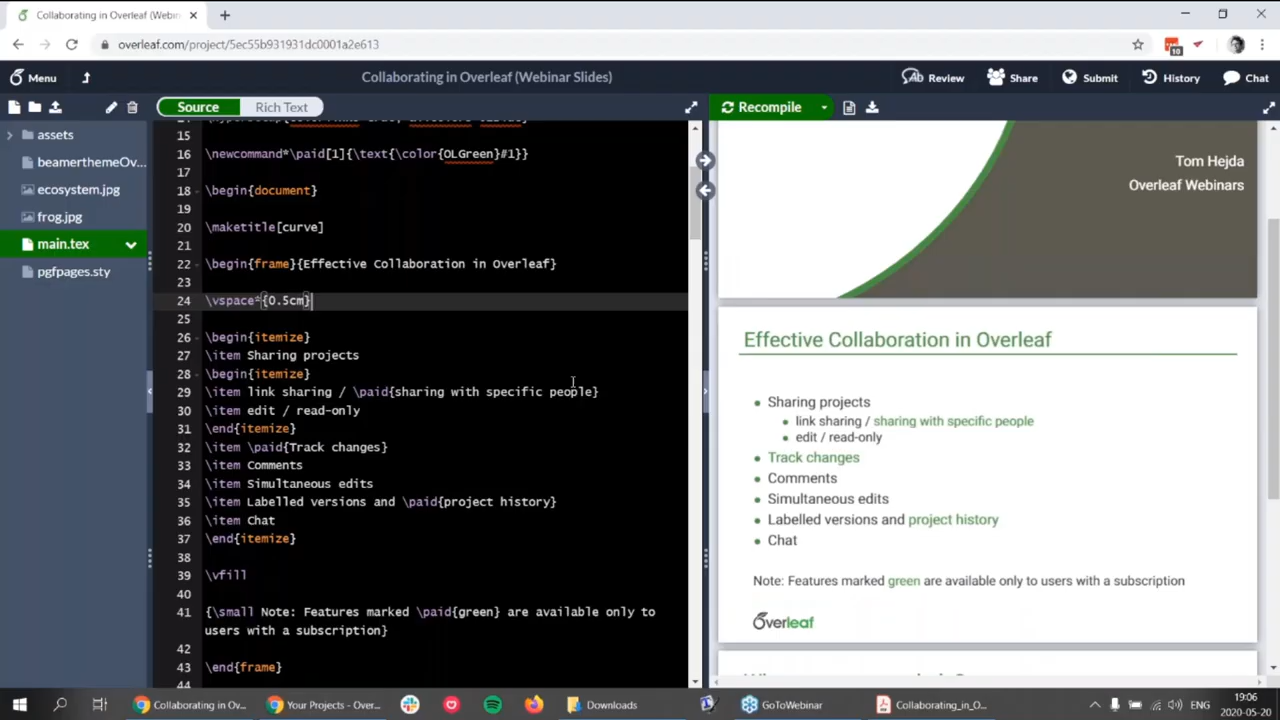 Collaborating in Overleaf (Webin
overleaf.com/project/5ec55b931931dc0001a2e613
10
Menu
Collaborating in Overleaf (Webinar Slides)
Review
Share
Submit
History
Chat
Source
Rich Text
Recompile
assets
beamerthemeOv...
ecosystem.jpg
frog.jpg
main.tex
pgfpages.sty
15
16 \newcommand*\paid[1]{\text{\color{OLGreen}#1}}
17
18 \begin{document}
19
20 \maketitle[curve]
21
22 \begin{frame}{Effective Collaboration in Overleaf}
23
24 \vspace*{0.5cm}
25
26 \begin{itemize}
27 \item Sharing projects
28 \begin{itemize}
29 \item link sharing / \paid{sharing with specific people}
30 \item edit / read-only
31 \end{itemize}
32 \item \paid{Track changes}
33 \item Comments
34 \item Simultaneous edits
35 \item Labelled versions and \paid{project history}
36 \item Chat
37 \end{itemize}
38
39 \vfill
40
41 {\small Note: Features marked \paid{green} are available only to
users with a subscription}
42
43 \end{frame}
44
Tom Hejda
Overleaf Webinars
Effective Collaboration in Overleaf
• Sharing projects
• link sharing / sharing with specific people
• edit / read-only
• Track changes
• Comments
• Simultaneous edits
• Labelled versions and project history
• Chat
Note: Features marked green are available only to users with a subscription
Overleaf
Collaborating in Ov...
Your Projects - Over...
Downloads
GoToWebinar
Collaborating_in_O...
ENG
19:06
2020-05-20